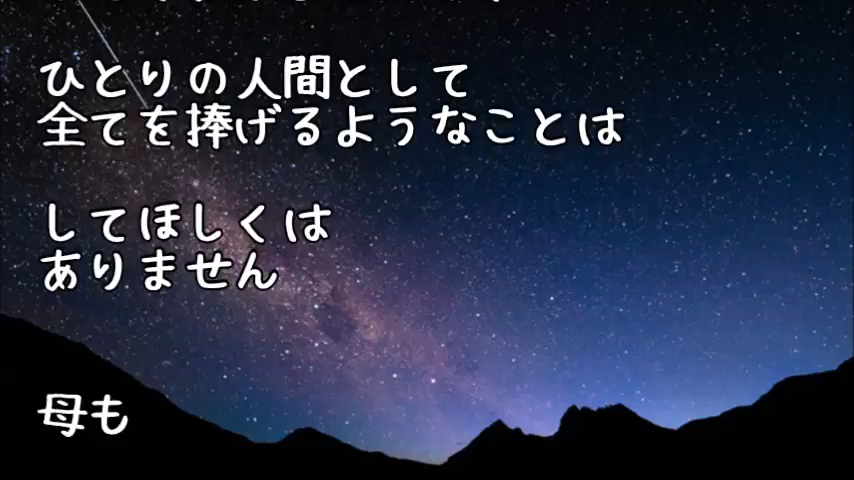 ひとりの人間として
全てを捧げるようなことは
してほしくは
ありません
母も